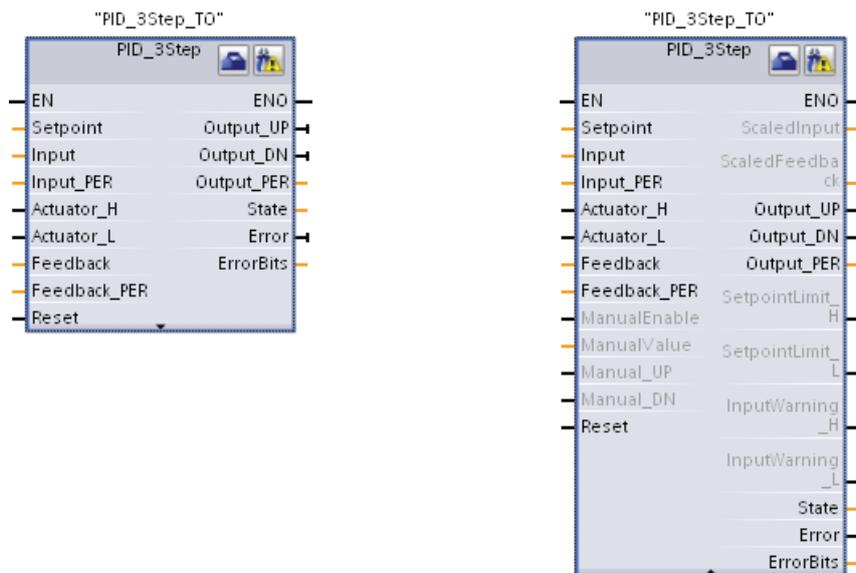 "PID_3Step_TO"
PID_3Step
EN
ENO
Setpoint
Output_UP
Input
Output_DN
Input_PER
Output_PER
Actuator_H
State
Actuator_L
Error
Feedback
ErrorBits
Feedback_PER
Reset
"PID_3Step_TO"
PID_3Step
EN
ENO
Setpoint
ScaledInput
Input
ScaledFeedba
ck
Input_PER
Actuator_H
Output_UP
Actuator_L
Output_DN
Feedback
Output_PER
Feedback_PER
SetpointLimit_
H
ManualEnable
ManualValue
SetpointLimit_
L
Manual_UP
Manual_DN
InputWarning
_H
Reset
InputWarning
_L
State
Error
ErrorBits